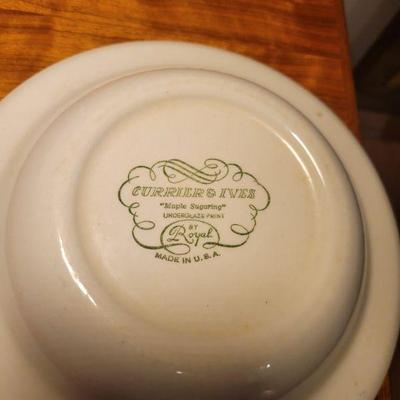 CURRIER & IVES
"Maple Sugaring"
UNDERGLAZE PRINT
BY
Royal
MADE IN U.S.A.